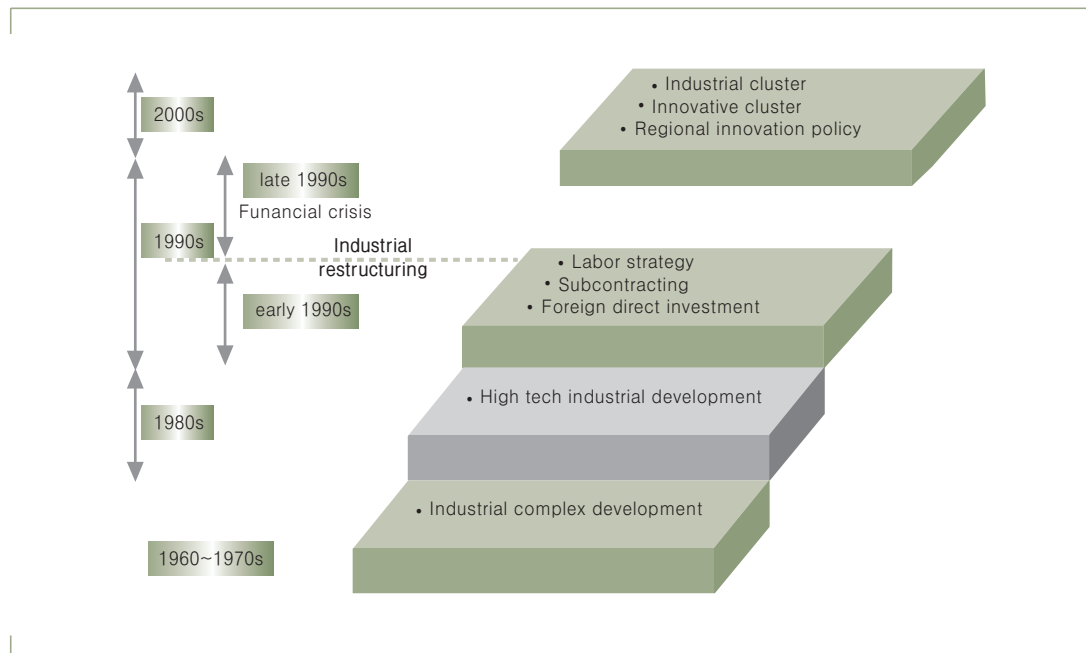 2000s
• Industrial cluster
• Innovative cluster
• Regional innovation policy
late 1990s
Funancial crisis
1990s
Industrial
restructuring
• Labor strategy
• Subcontracting
• Foreign direct investment
early 1990s
• High tech industrial development
1980s
• Industrial complex development
1960~1970s